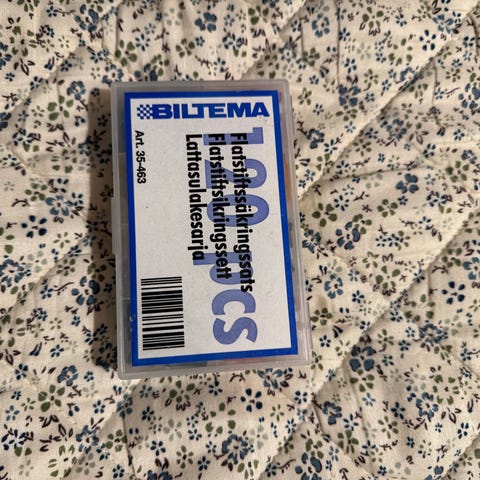 BILTEMA
120 pcs
Flatstiftssäkringssats
Flatstiftsikringssett
Lattasulakesarja
Art. 35-463